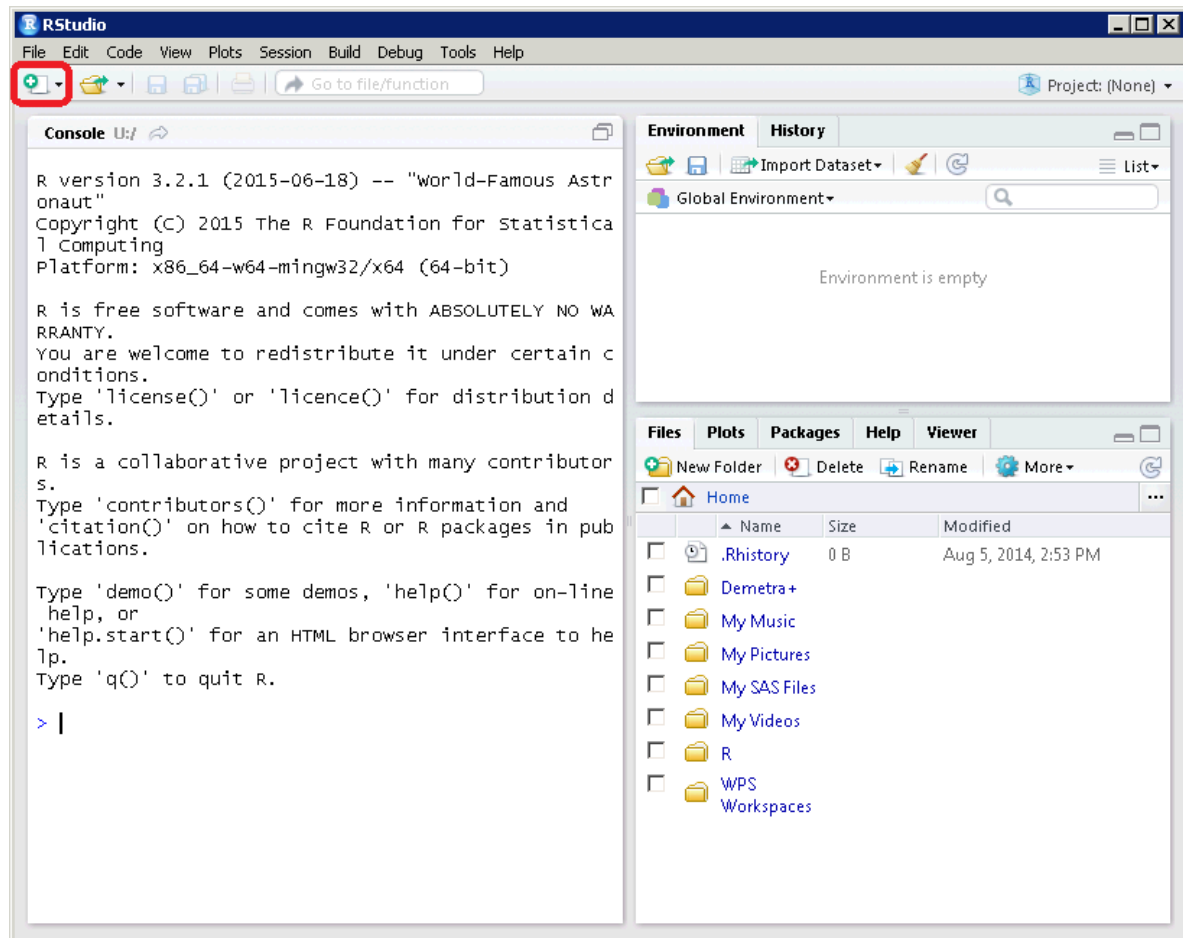 RStudio
File Edit Code View Plots Session Build Debug Tools Help
Go to file/function
Project: (None)
Console U:/
R version 3.2.1 (2015-06-18) -- "World-Famous Astr
onaut"
Copyright (C) 2015 The R Foundation for Statistica
l Computing
Platform: x86_64-w64-mingw32/x64 (64-bit)
R is free software and comes with ABSOLUTELY NO WA
RRANTY.
You are welcome to redistribute it under certain c
onditions.
Type 'license()' or 'licence()' for distribution d
etails.
R is a collaborative project with many contributor
s.
Type 'contributors()' for more information and
'citation()' on how to cite R or R packages in pub
lications.
Type 'demo()' for some demos, 'help()' for on-line
 help, or
'help.start()' for an HTML browser interface to he
lp.
Type 'q()' to quit R.
>
Environment History
Import Dataset List
Global Environment
Environment is empty
Files Plots Packages Help Viewer
New Folder Delete Rename More
Home ...
Name Size Modified
.Rhistory 0 B Aug 5, 2014, 2:53 PM
Demetra+
My Music
My Pictures
My SAS Files
My Videos
R
WPS
Workspaces